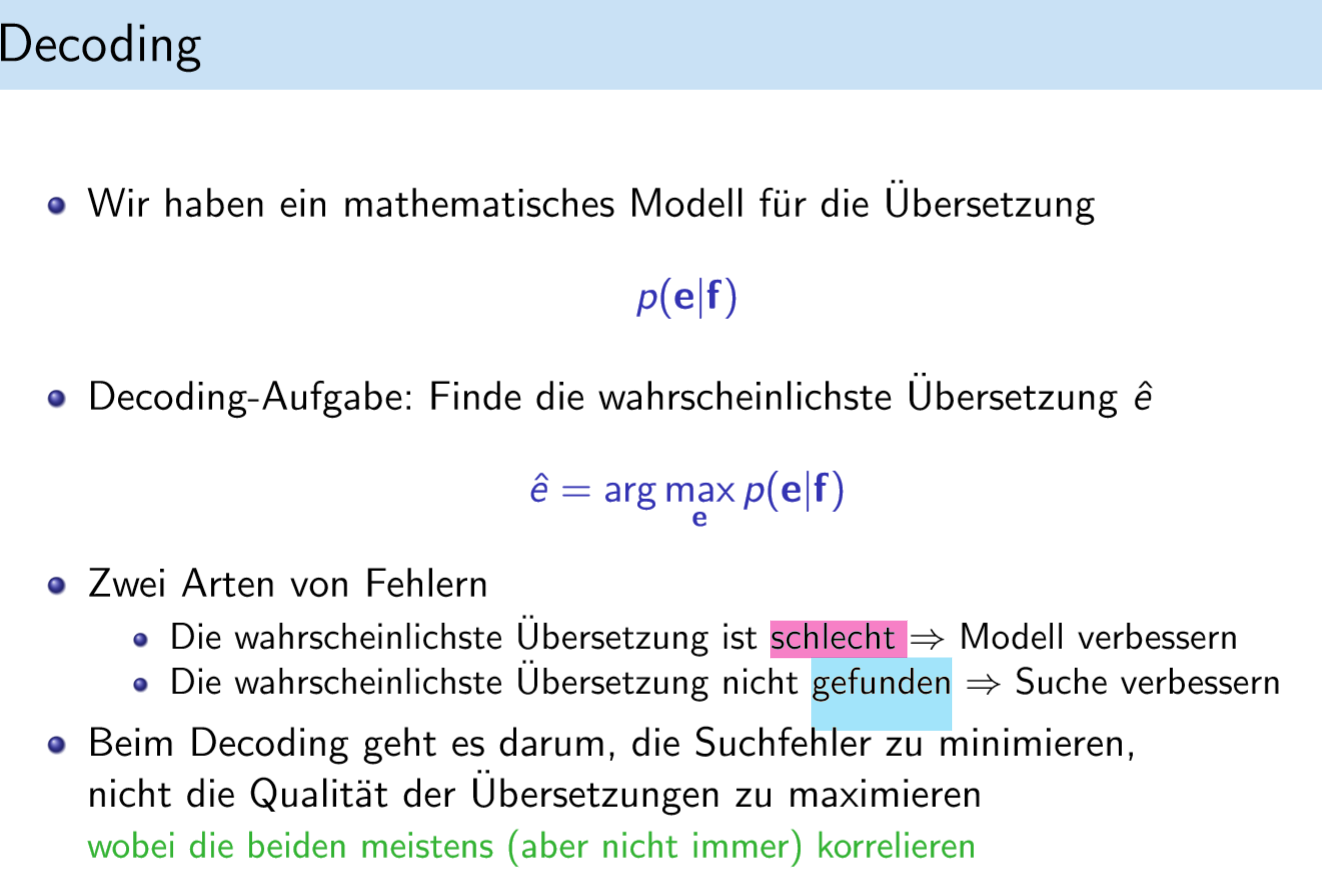 Decoding
Wir haben ein mathematisches Modell für die Übersetzung
p(e|f)
Decoding-Aufgabe: Finde die wahrscheinlichste Übersetzung ê
ê = arg max p(e|f)
e
Zwei Arten von Fehlern
Die wahrscheinlichste Übersetzung ist schlecht ⇒ Modell verbessern
Die wahrscheinlichste Übersetzung nicht gefunden ⇒ Suche verbessern
Beim Decoding geht es darum, die Suchfehler zu minimieren,
nicht die Qualität der Übersetzungen zu maximieren
wobei die beiden meistens (aber nicht immer) korrelieren